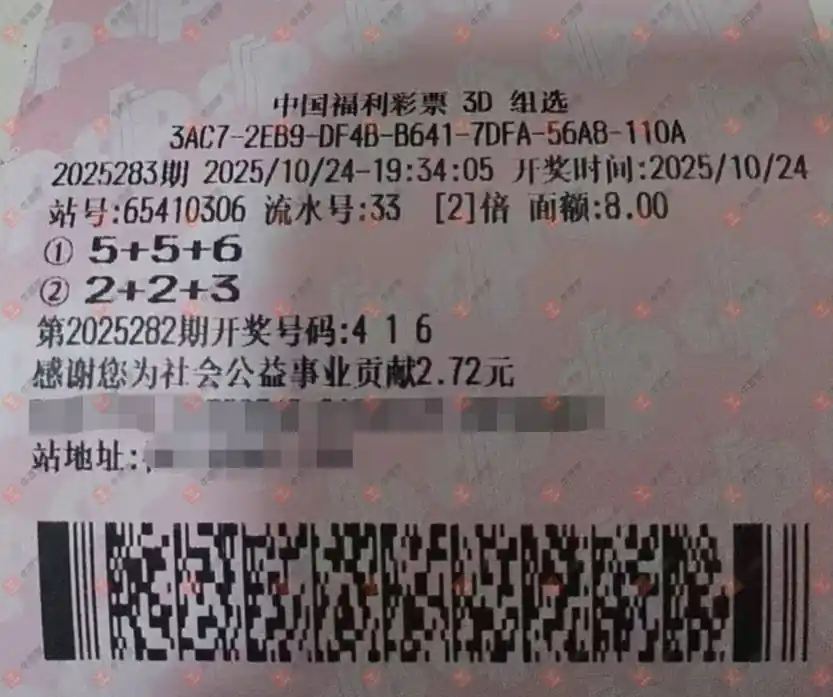 中国福利彩票 3D 组选
3AC7-2EB9-DF4B-B641-7DFA-56A8-110A
2025283期 2025/10/24-19:34:05 开奖时间:2025/10/24
站号:65410306 流水号:33 [2]倍 面额:8.00
① 5+5+6
② 2+2+3
第2025282期开奖号码:4 1 6
感谢您为社会公益事业贡献2.72元
站地址: